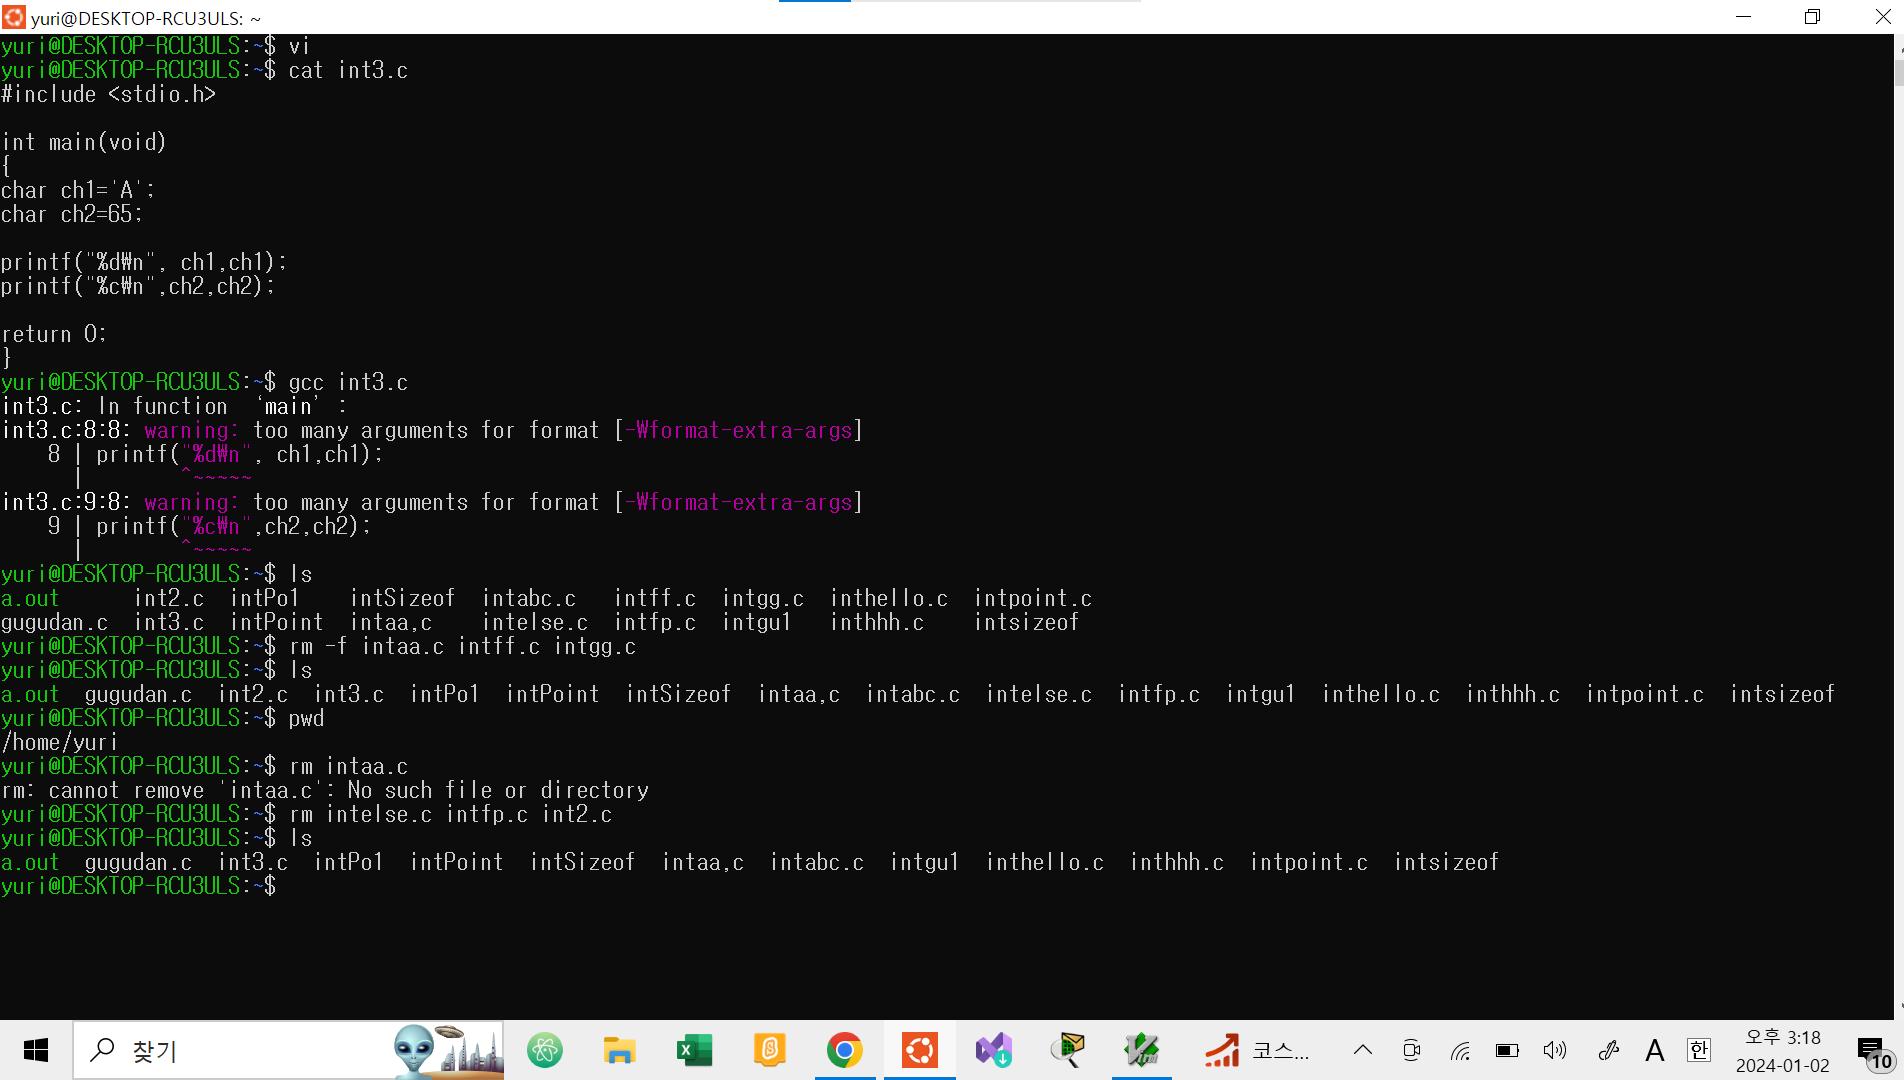 yuri@DESKTOP-RCU3ULS: ~
yuri@DESKTOP-RCU3ULS:~$ vi
yuri@DESKTOP-RCU3ULS:~$ cat int3.c
#include <stdio.h>
int main(void)
{
char ch1='A';
char ch2=65;
printf("%d₩n", ch1,ch1);
printf("%c₩n",ch2,ch2);
return 0;
}
yuri@DESKTOP-RCU3ULS:~$ gcc int3.c
int3.c: In function ‘main’:
int3.c:8:8: warning: too many arguments for format [-₩format-extra-args]
8 | printf("%d₩n", ch1,ch1);
| ^~~~~~
int3.c:9:8: warning: too many arguments for format [-₩format-extra-args]
9 | printf("%c₩n",ch2,ch2);
| ^~~~~~
yuri@DESKTOP-RCU3ULS:~$ ls
a.out int2.c intPo1 intSizeof intabc.c intff.c intgg.c inthello.c intpoint.c
gugudan.c int3.c intPoint intaa,c intelse.c intfp.c intgu1 inthhh.c intsizeof
yuri@DESKTOP-RCU3ULS:~$ rm -f intaa.c intff.c intgg.c
yuri@DESKTOP-RCU3ULS:~$ ls
a.out gugudan.c int2.c int3.c intPo1 intPoint intSizeof intaa,c intabc.c intelse.c intfp.c intgu1 inthello.c inthhh.c intpoint.c intsizeof
yuri@DESKTOP-RCU3ULS:~$ pwd
/home/yuri
yuri@DESKTOP-RCU3ULS:~$ rm intaa.c
rm: cannot remove 'intaa.c': No such file or directory
yuri@DESKTOP-RCU3ULS:~$ rm intelse.c intfp.c int2.c
yuri@DESKTOP-RCU3ULS:~$ ls
a.out gugudan.c int3.c intPo1 intPoint intSizeof intaa,c intabc.c intgu1 inthello.c inthhh.c intpoint.c intsizeof
yuri@DESKTOP-RCU3ULS:~$
찾기
코스...
A 한
오후 3:18
2024-01-02
10